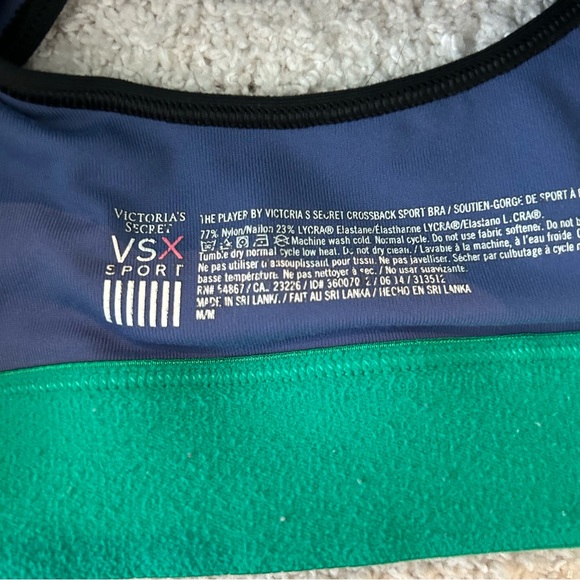 VICTORIA'S
SECRET
VSX
SPORT
THE PLAYER BY VICTORIA S SECRET CROSSBACK SPORT BRA / SOUTIEN-GORGE DE SPORT À
77% Nylon/Nailon 23% LYCRA® Elastane/Élasthanne LYCRA®/Elastano L.CRA®.
Machine wash cold. Normal cycle. Do not use fabric softener. Do not
Tumble dry normal cycle low heat. Do not dry clean. / Lavable à la machine, à l'eau froide
Ne pas utiliser d assouplissant pour tissus. Ne pas javelliser. Sécher par culbutage à cycle
basse température. Ne pas nettoyer à sec. / No usar suavizante.
RN# 54867 / CA. 23226 / ID# 360070 2 / 06 14 / 313512
MADE IN SRI LANKA / FAIT AU SRI LANKA / HECHO EN SRI LANKA
M/M